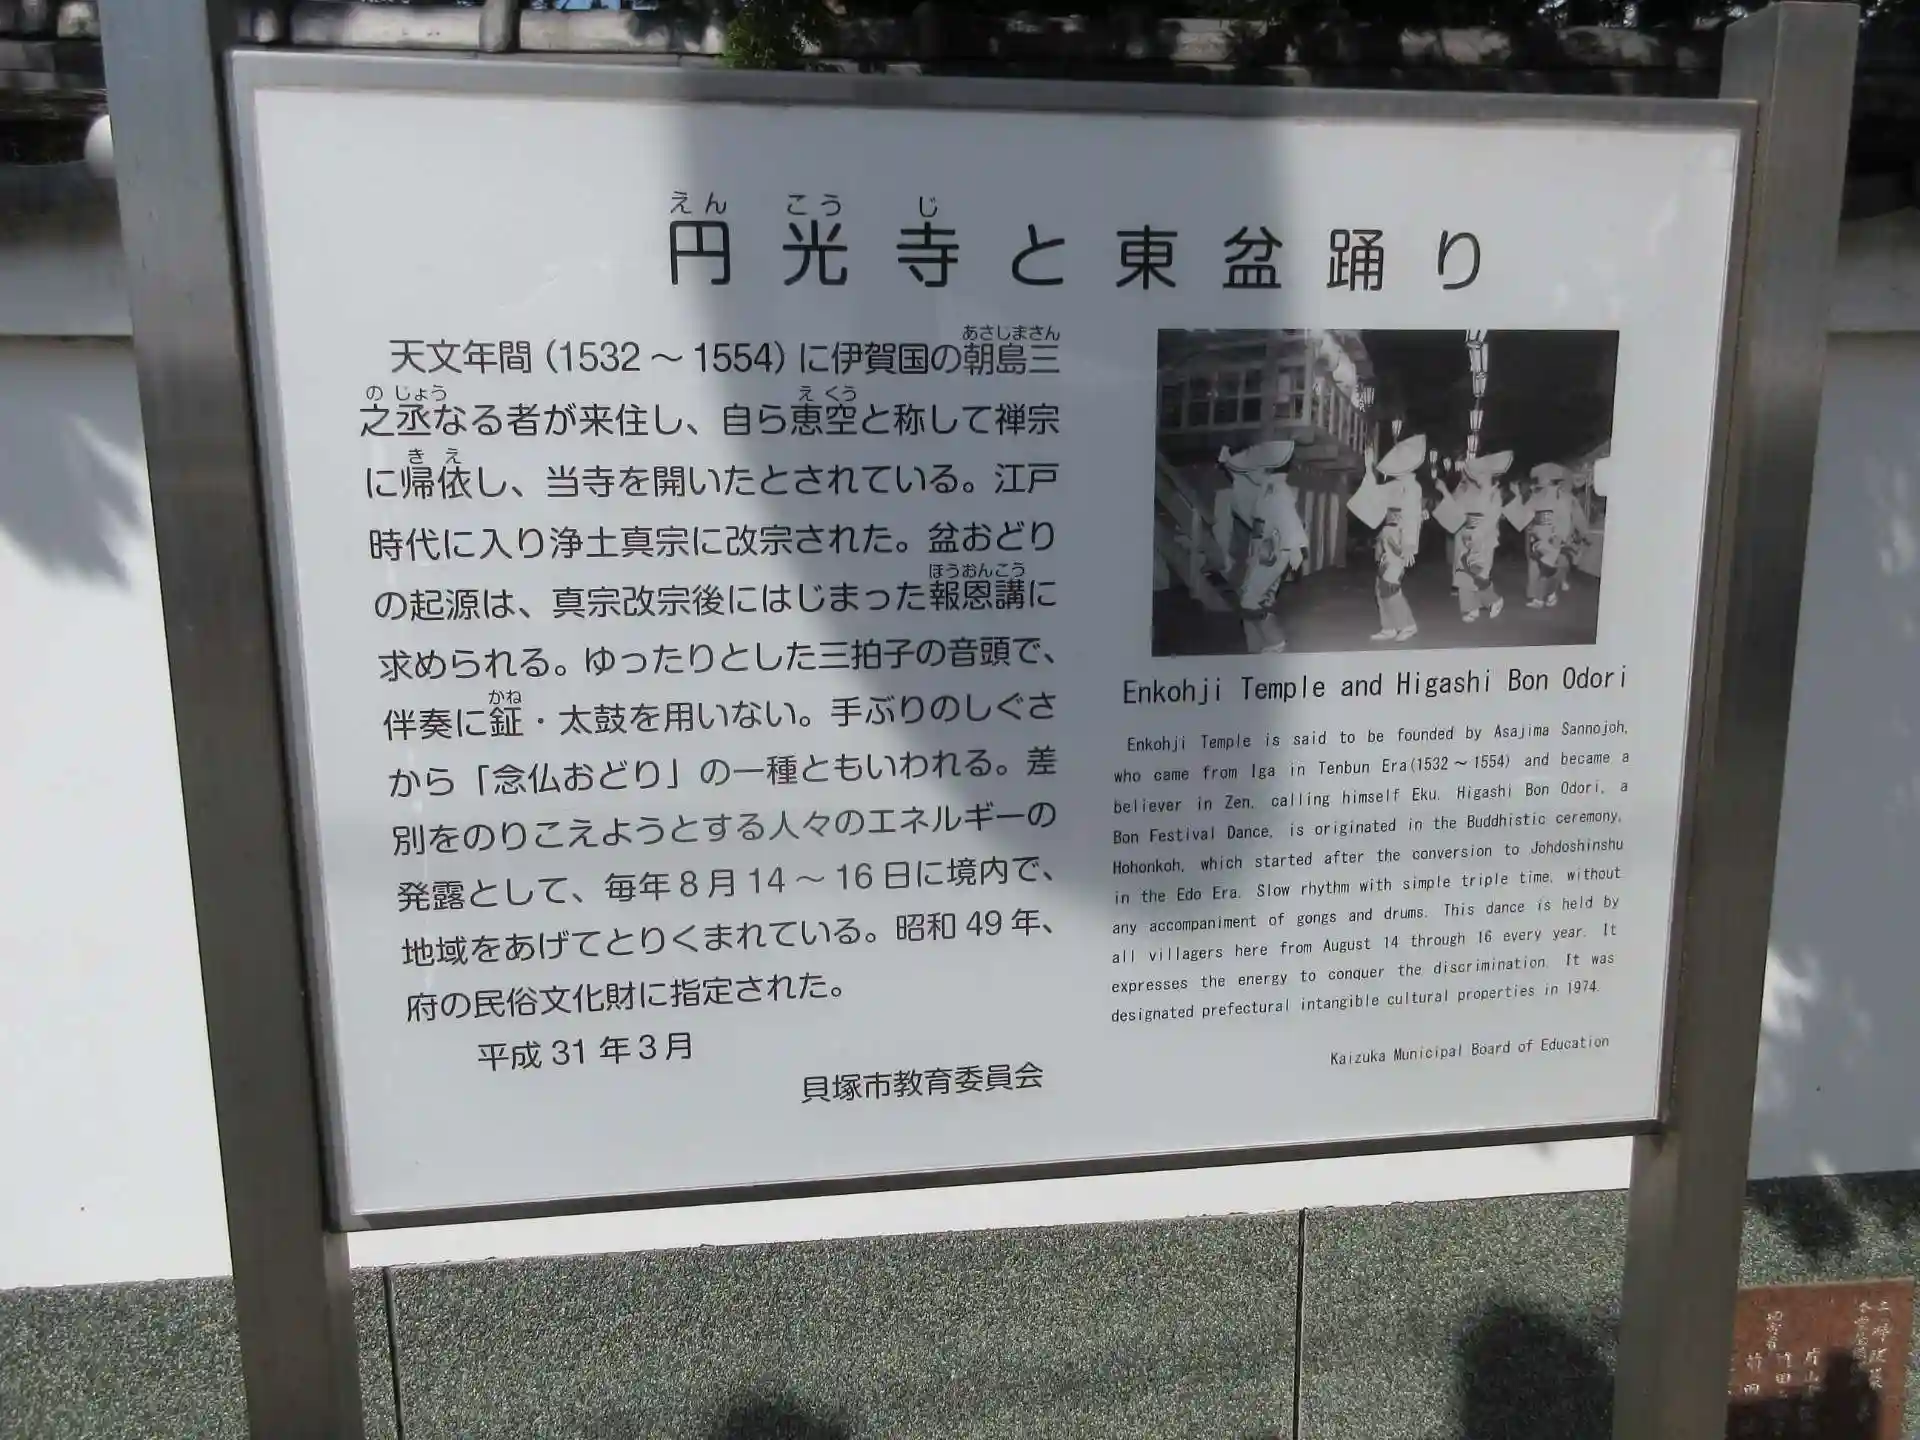 円光寺と東盆踊り
えん こう じ
天文年間(1532～1554)に伊賀国の朝島三
あさしまさん
之丞なる者が来住し、自ら恵空と称して禅宗
の じょう え くう
に帰依し、当寺を開いたとされている。江戸
き え
時代に入り浄土真宗に改宗された。盆おどり
の起源は、真宗改宗後にはじまった報恩講に
ほうおんこう
求められる。ゆったりとした三拍子の音頭で、
伴奏に鉦・太鼓を用いない。手ぶりのしぐさ
かね
から「念仏おどり」の一種ともいわれる。差
別をのりこえようとする人々のエネルギーの
発露として、毎年8月14～16日に境内で、
地域をあげてとりくまれている。昭和49年、
府の民俗文化財に指定された。
平成31年3月
貝塚市教育委員会
Enkohji Temple and Higashi Bon Odori
Enkohji Temple is said to be founded by Asajima Sannojoh,
who came from Iga in Tenbun Era(1532～1554) and became a
believer in Zen, calling himself Eku. Higashi Bon Odori, a
Bon Festival Dance, is originated in the Buddhistic ceremony,
Hohonkoh, which started after the conversion to Johdoshinshu
in the Edo Era. Slow rhythm with simple triple time, without
any accompaniment of gongs and drums. This dance is held by
all villagers here from August 14 through 16 every year. It
expresses the energy to conquer the discrimination. It was
designated prefectural intangible cultural properties in 1974.
Kaizuka Municipal Board of Education